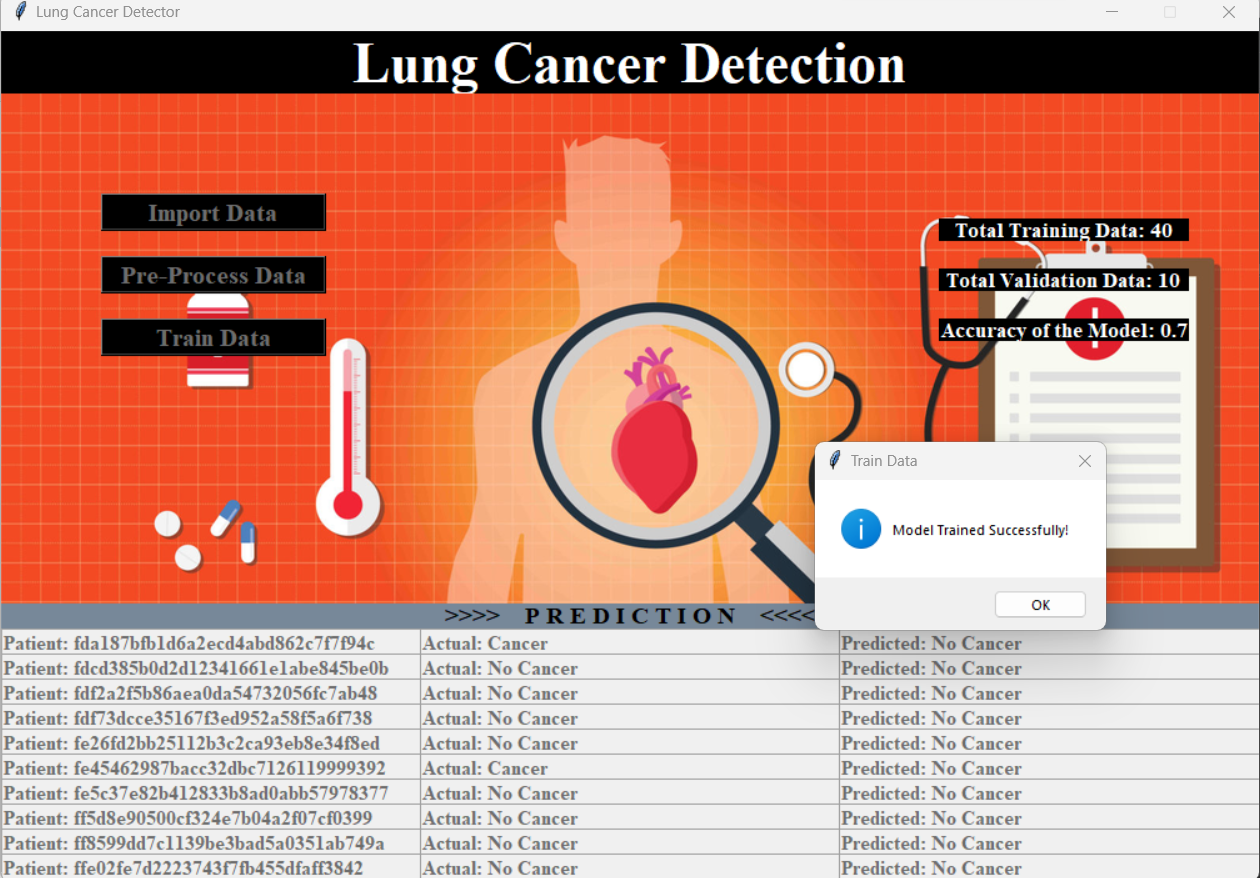 Lung Cancer Detector
Lung Cancer Detection
Import Data
Pre-Process Data
Train Data
Total Training Data: 40
Total Validation Data: 10
Accuracy of the Model: 0.7
Train Data
Model Trained Successfully!
OK
>>>> P R E D I C T I O N <<<<
Patient: fda187bfb1d6a2ecd4abd862c7f7f94c Actual: Cancer Predicted: No Cancer
Patient: fdcd385b0d2d12341661e1abe845be0b Actual: No Cancer Predicted: No Cancer
Patient: fdf2a2f5b86aea0da54732056fc7ab48 Actual: No Cancer Predicted: No Cancer
Patient: fdf73dcce35167f3ed952a58f5a6f738 Actual: No Cancer Predicted: No Cancer
Patient: fe26fd2bb25112b3c2ca93eb8e34f8ed Actual: No Cancer Predicted: No Cancer
Patient: fe45462987bacc32dbc7126119999392 Actual: Cancer Predicted: No Cancer
Patient: fe5c37e82b412833b8ad0abb57978377 Actual: No Cancer Predicted: No Cancer
Patient: ff5d8e90500cf324e7b04a2f07cf0399 Actual: No Cancer Predicted: No Cancer
Patient: ff8599dd7c1139be3bad5a0351ab749a Actual: No Cancer Predicted: No Cancer
Patient: ffe02fe7d2223743f7fb455dfaff3842 Actual: No Cancer Predicted: No Cancer